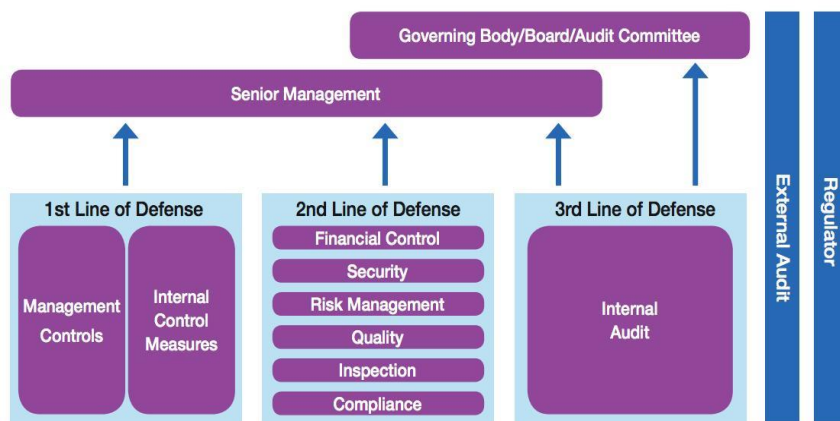 Governing Body/Board/Audit Committee
Senior Management
1st Line of Defense
Management
Controls
Internal
Control
Measures
2nd Line of Defense
Financial Control
Security
Risk Management
Quality
Inspection
Compliance
3rd Line of Defense
Internal
Audit
External Audit
Regulator